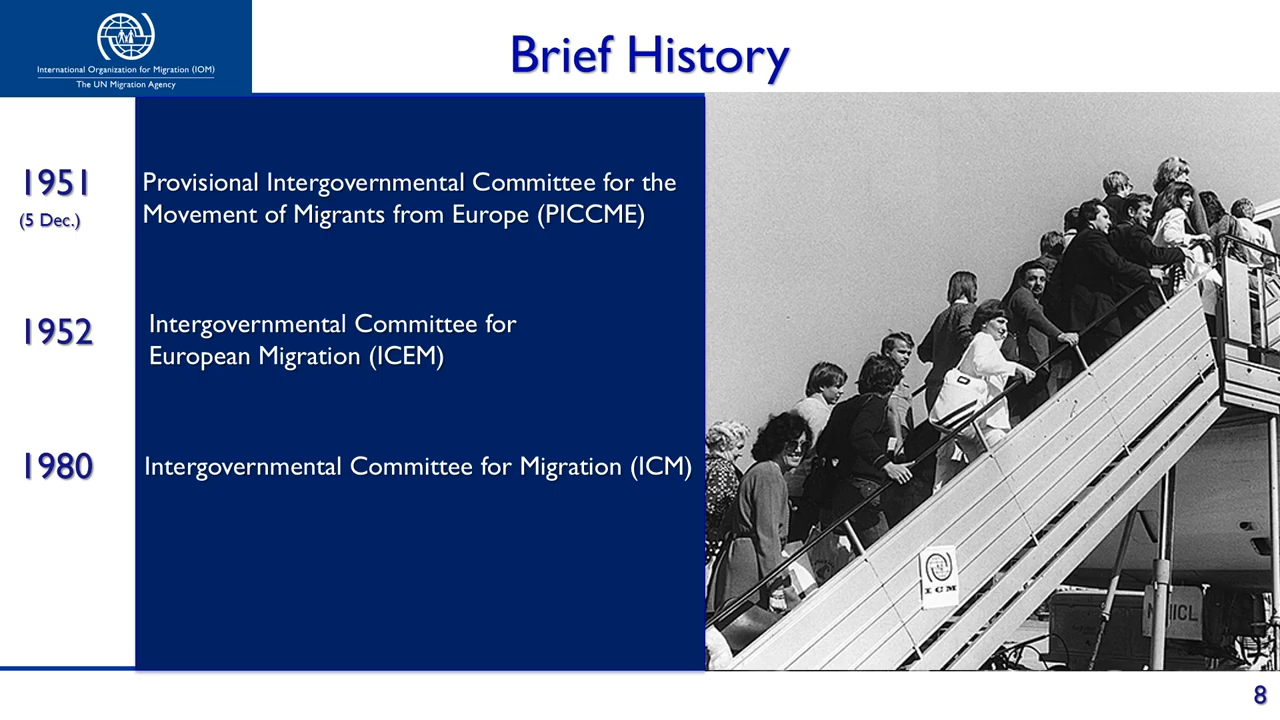 International Organization for Migration (IOM)
The UN Migration Agency
Brief History
1951
(5 Dec.)
Provisional Intergovernmental Committee for the
Movement of Migrants from Europe (PICCME)
1952
Intergovernmental Committee for
European Migration (ICEM)
1980
Intergovernmental Committee for Migration (ICM)
ICM
8